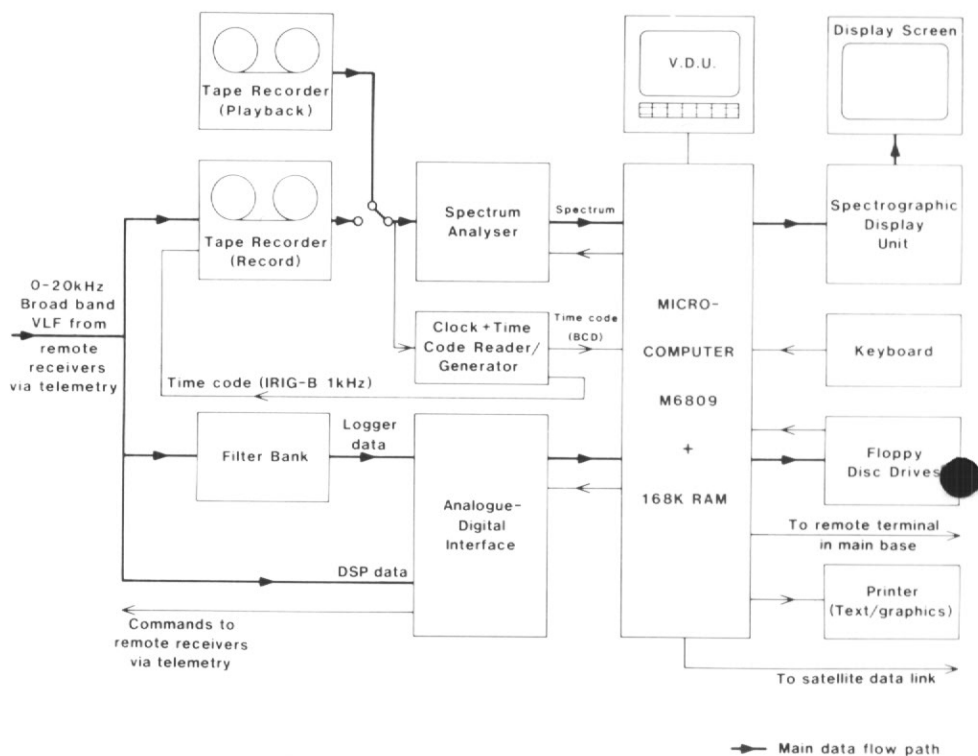 Tape Recorder
(Playback)
V.D.U.
Display Screen
Tape Recorder
(Record)
Spectrum
Analyser
Spectrum
Spectrographic
Display
Unit
0-20kHz
Broad band
VLF from
remote
receivers
via telemetry
Clock + Time
Code Reader/
Generator
Time code
(BCD)
Time code (IRIG-B 1kHz)
MICRO-
COMPUTER
M6809
+
168K RAM
Keyboard
Filter Bank
Logger
data
Analogue-
Digital
Interface
Floppy
Disc Drives
DSP data
To remote terminal
in main base
Commands to
remote receivers
via telemetry
Printer
(Text/graphics)
To satellite data link
Main data flow path